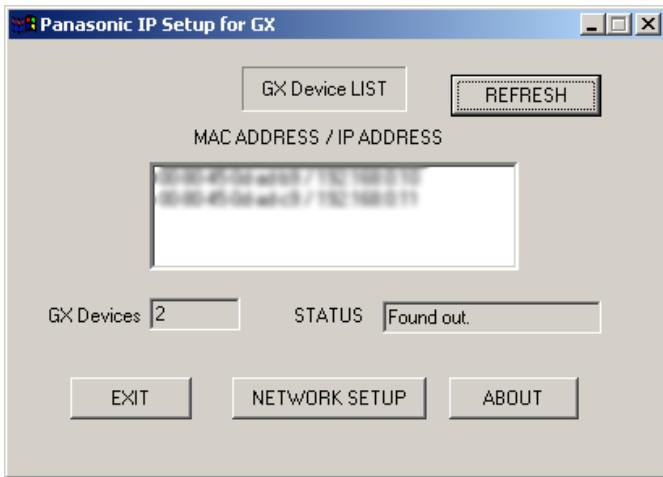 Panasonic IP Setup for GX
GX Device LIST
REFRESH
MAC ADDRESS / IP ADDRESS
GX Devices 2
STATUS Found out.
EXIT
NETWORK SETUP
ABOUT